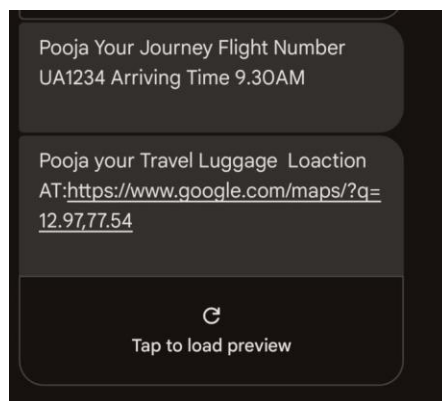 Pooja Your Journey Flight Number
UA1234 Arriving Time 9.30AM
Pooja your Travel Luggage Loaction
AT:https://www.google.com/maps/?q=
12.97,77.54
Tap to load preview